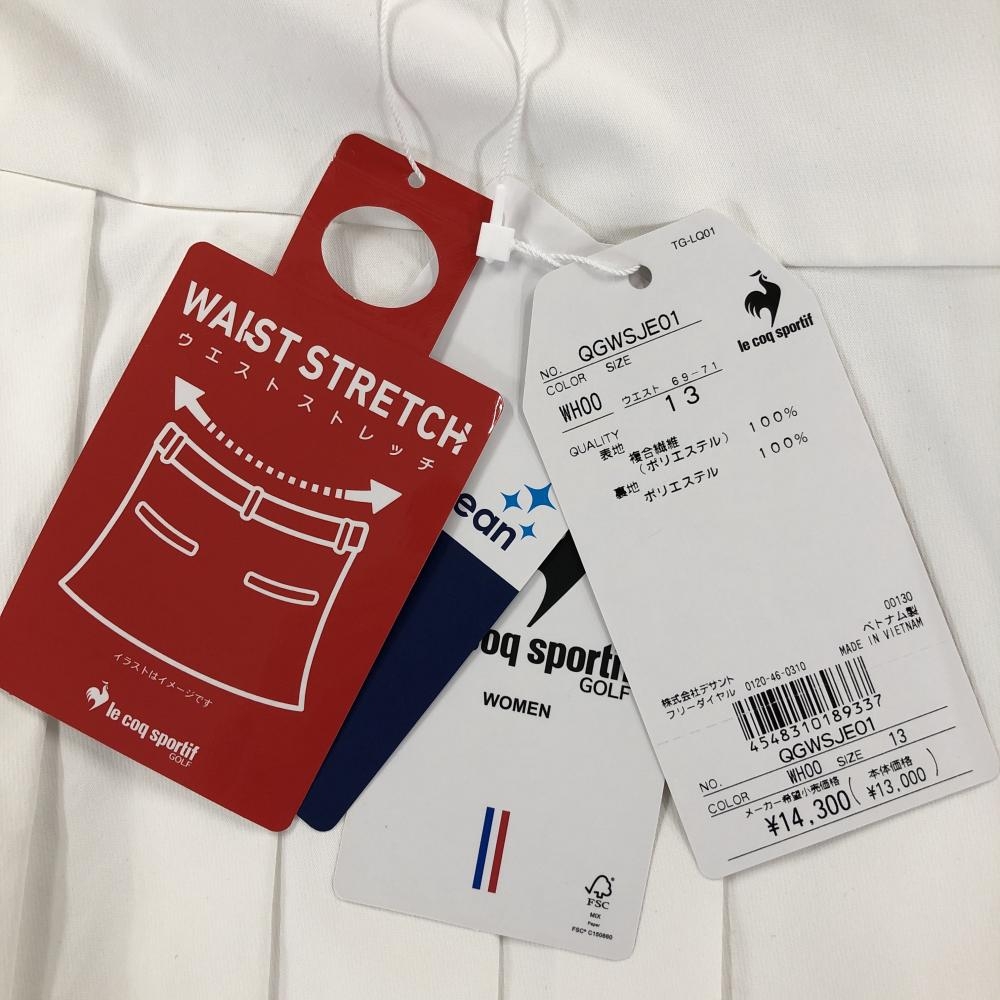 WAIST STRETCH
ウエストストレッチ
イラストはイメージです
le coq sportif
GOLF
ean
coq sporti
GOLF
WOMEN
FSC
MIX
Paper
FSC® C150860
TG-LQ01
le coq sportif
NO. QGWSJE01
COLOR SIZE
WH00 ウエスト 69-71
13
QUALITY
表地 複合繊維 100%
(ポリエステル)
裏地 ポリエステル 100%
00130
ベトナム製
MADE IN VIETNAM
株式会社デサント
フリーダイヤル 0120-46-0310
4548310189337
NO. QGWSJE01
COLOR WH00 SIZE 13
メーカー希望小売価格 (本体価格
¥14,300 ¥13,000)